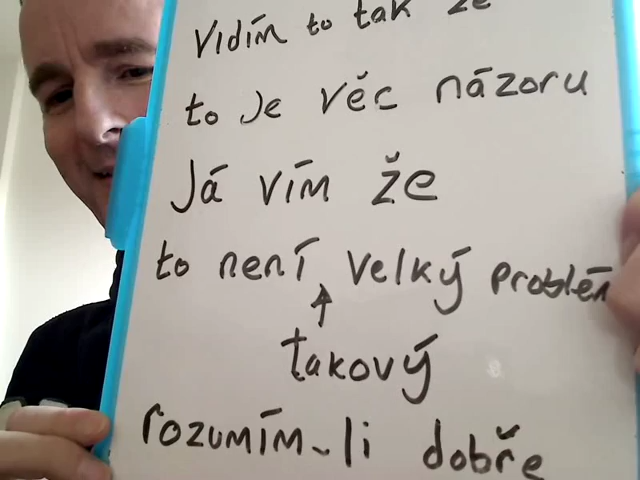 Vidím to tak že
to je věc názoru
Já vím že
to není velký problém
takový
rozumím-li dobře